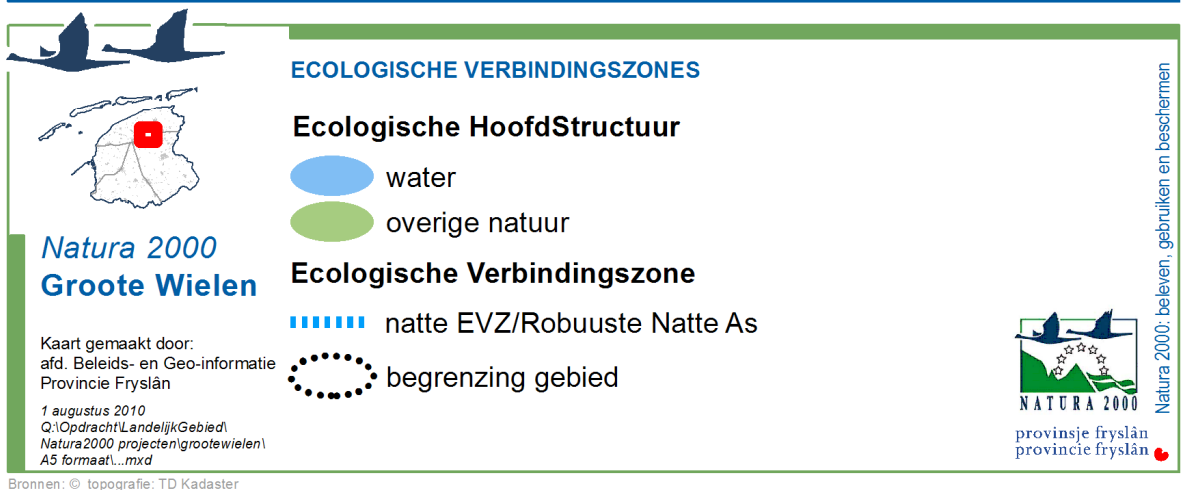 ECOLOGISCHE VERBINDINGSZONES
Ecologische HoofdStructuur
water
overige natuur
Ecologische Verbindingszone
natte EVZ/Robuuste Natte As
begrenzing gebied
Natura 2000
Groote Wielen
Kaart gemaakt door:
afd. Beleids- en Geo-informatie
Provincie Fryslân
1 augustus 2010
Q:\Opdracht\LandelijkGebied\
Natura2000 projecten\grootewielen\
A5 formaat\...mxd
Natura 2000: beleven, gebruiken en beschermen
NATURA 2000
provinsje fryslân
provincie fryslân
Bronnen: © topografie: TD Kadaster